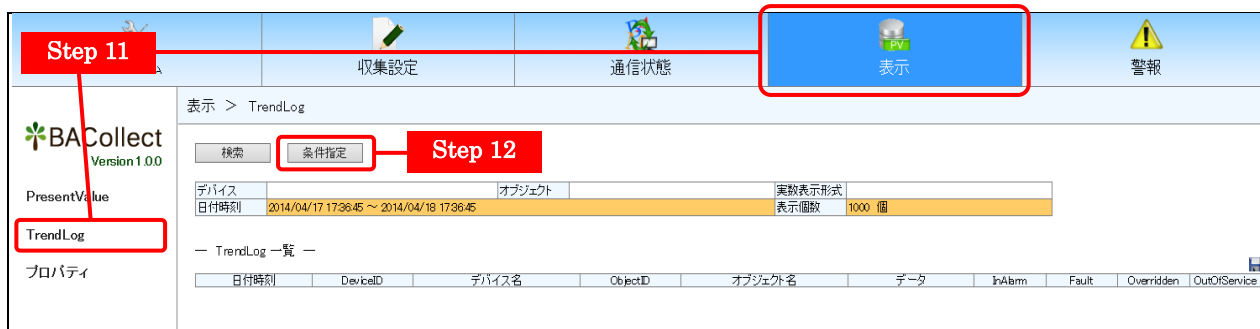 Step 11
収集設定
通信状態
PV
表示
警報
表示 ＞ TrendLog
BACollect
Version 1.0.0
検索
条件指定
Step 12
PresentValue
TrendLog
プロパティ
デバイス オブジェクト 実数表示形式
日付時刻 2014/04/17 17:36:45 ～ 2014/04/18 17:36:45 表示個数 1000 個
― TrendLog 一覧 ―
日付時刻 DeviceID デバイス名 ObjectID オブジェクト名 データ InAlarm Fault Overridden OutOfService